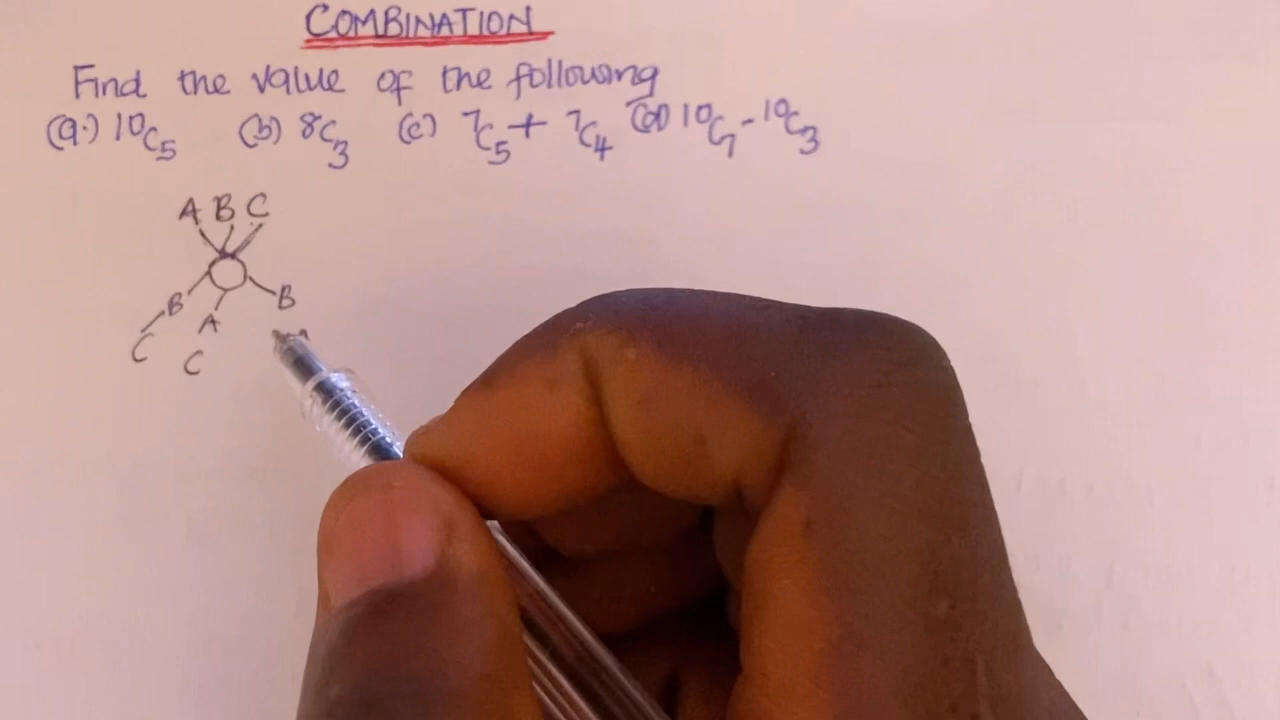 COMBINATION
Find the value of the following
(a.) ¹⁰C₅ (b) ⁸C₃ (c) ⁷C₅ + ⁷C₄ (d) ¹⁰C₇ - ¹⁰C₃
A B C
B B
A
C C